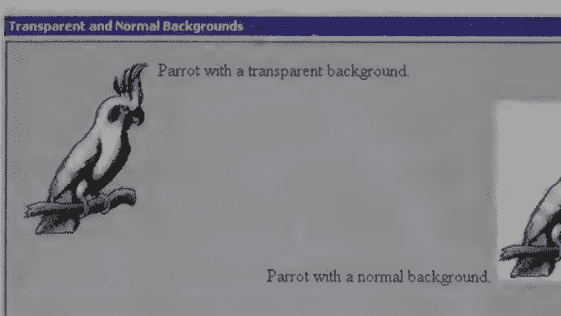 Transparent and Normal Backgrounds
Parrot with a transparent background.
Parrot with a normal background.